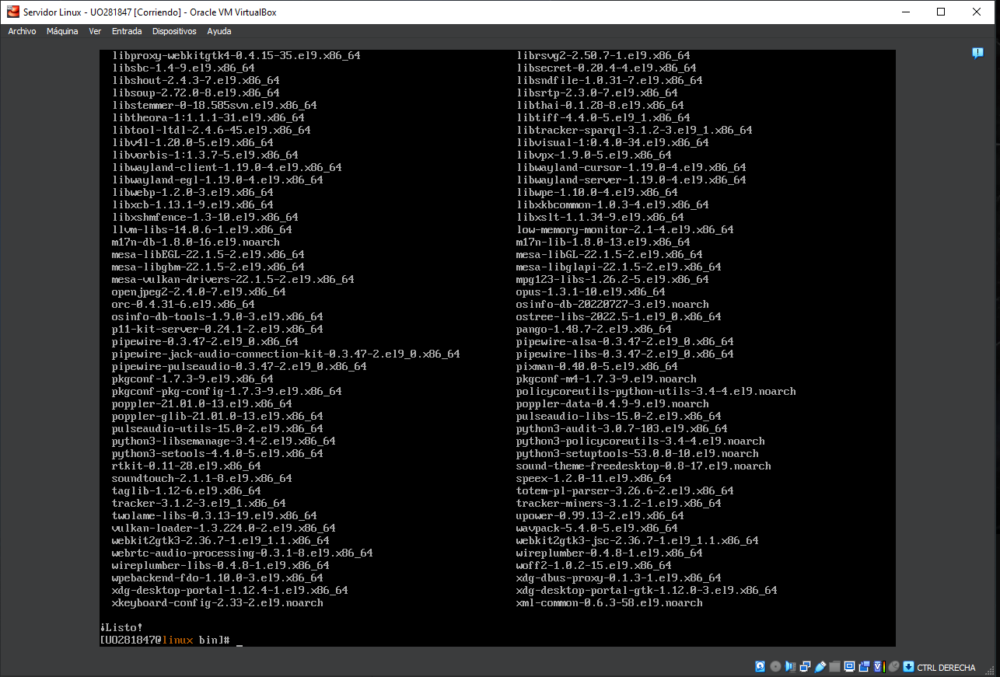 Servidor Linux - UO281847 [Corriendo] - Oracle VM VirtualBox
Archivo Máquina Ver Entrada Dispositivos Ayuda
libproxy-webkitgtk4-0.4.15-35.el9.x86_64 librsvg2-2.50.7-1.el9.x86_64
libsbc-1.4-9.el9.x86_64 libsecret-0.20.4-4.el9.x86_64
libshout-2.4.3-7.el9.x86_64 libsndfile-1.0.31-7.el9.x86_64
libsoup-2.72.0-8.el9.x86_64 libsrtp-2.3.0-7.el9.x86_64
libstemmer-0-18.585svn.el9.x86_64 libthai-0.1.28-8.el9.x86_64
libtheora-1:1.1.1-31.el9.x86_64 libtiff-4.4.0-5.el9_1.x86_64
libtool-ltdl-2.4.6-45.el9.x86_64 libtracker-sparql-3.1.2-3.el9_1.x86_64
libv4l-1.20.0-5.el9.x86_64 libvisual-1:0.4.0-34.el9.x86_64
libvorbis-1:1.3.7-5.el9.x86_64 libvpx-1.9.0-5.el9.x86_64
libwayland-client-1.19.0-4.el9.x86_64 libwayland-cursor-1.19.0-4.el9.x86_64
libwayland-egl-1.19.0-4.el9.x86_64 libwayland-server-1.19.0-4.el9.x86_64
libwebp-1.2.0-3.el9.x86_64 libwpe-1.10.0-4.el9.x86_64
libxcb-1.13.1-9.el9.x86_64 libxkbcommon-1.0.3-4.el9.x86_64
libxshmfence-1.3-10.el9.x86_64 libxslt-1.1.34-9.el9.x86_64
llvm-libs-14.0.6-1.el9.x86_64 low-memory-monitor-2.1-4.el9.x86_64
m17n-db-1.8.0-16.el9.noarch m17n-lib-1.8.0-13.el9.x86_64
mesa-libEGL-22.1.5-2.el9.x86_64 mesa-libGL-22.1.5-2.el9.x86_64
mesa-libgbm-22.1.5-2.el9.x86_64 mesa-libglapi-22.1.5-2.el9.x86_64
mesa-vulkan-drivers-22.1.5-2.el9.x86_64 mpg123-libs-1.26.2-5.el9.x86_64
openjpeg2-2.4.0-7.el9.x86_64 opus-1.3.1-10.el9.x86_64
orc-0.4.31-6.el9.x86_64 osinfo-db-20220727-3.el9.noarch
osinfo-db-tools-1.9.0-3.el9.x86_64 ostree-libs-2022.5-1.el9_0.x86_64
p11-kit-server-0.24.1-2.el9.x86_64 pango-1.48.7-2.el9.x86_64
pipewire-0.3.47-2.el9_0.x86_64 pipewire-alsa-0.3.47-2.el9_0.x86_64
pipewire-jack-audio-connection-kit-0.3.47-2.el9_0.x86_64 pipewire-libs-0.3.47-2.el9_0.x86_64
pipewire-pulseaudio-0.3.47-2.el9_0.x86_64 pixman-0.40.0-5.el9.x86_64
pkgconf-1.7.3-9.el9.x86_64 pkgconf-m4-1.7.3-9.el9.noarch
pkgconf-pkg-config-1.7.3-9.el9.x86_64 policycoreutils-python-utils-3.4-4.el9.noarch
poppler-21.01.0-13.el9.x86_64 poppler-data-0.4.9-9.el9.noarch
poppler-glib-21.01.0-13.el9.x86_64 pulseaudio-libs-15.0-2.el9.x86_64
pulseaudio-utils-15.0-2.el9.x86_64 python3-audit-3.0.7-103.el9.x86_64
python3-libsemanage-3.4-2.el9.x86_64 python3-policycoreutils-3.4-4.el9.noarch
python3-setools-4.4.0-5.el9.x86_64 python3-setuptools-53.0.0-10.el9.noarch
rtkit-0.11-28.el9.x86_64 sound-theme-freedesktop-0.8-17.el9.noarch
soundtouch-2.1.1-8.el9.x86_64 speex-1.2.0-11.el9.x86_64
taglib-1.12-6.el9.x86_64 totem-pl-parser-3.26.6-2.el9.x86_64
tracker-3.1.2-3.el9_1.x86_64 tracker-miners-3.1.2-1.el9.x86_64
twolame-libs-0.3.13-19.el9.x86_64 upower-0.99.13-2.el9.x86_64
vulkan-loader-1.3.224.0-2.el9.x86_64 wavpack-5.4.0-5.el9.x86_64
webkit2gtk3-2.36.7-1.el9_1.1.x86_64 webkit2gtk3-jsc-2.36.7-1.el9_1.1.x86_64
webrtc-audio-processing-0.3.1-8.el9.x86_64 wireplumber-0.4.8-1.el9.x86_64
wireplumber-libs-0.4.8-1.el9.x86_64 woff2-1.0.2-15.el9.x86_64
wpebackend-fdo-1.10.0-3.el9.x86_64 xdg-dbus-proxy-0.1.3-1.el9.x86_64
xdg-desktop-portal-1.12.4-1.el9.x86_64 xdg-desktop-portal-gtk-1.12.0-3.el9.x86_64
xkeyboard-config-2.33-2.el9.noarch xml-common-0.6.3-58.el9.noarch
¡Listo!
[UO281847@linux bin]# _
CTRL DERECHA